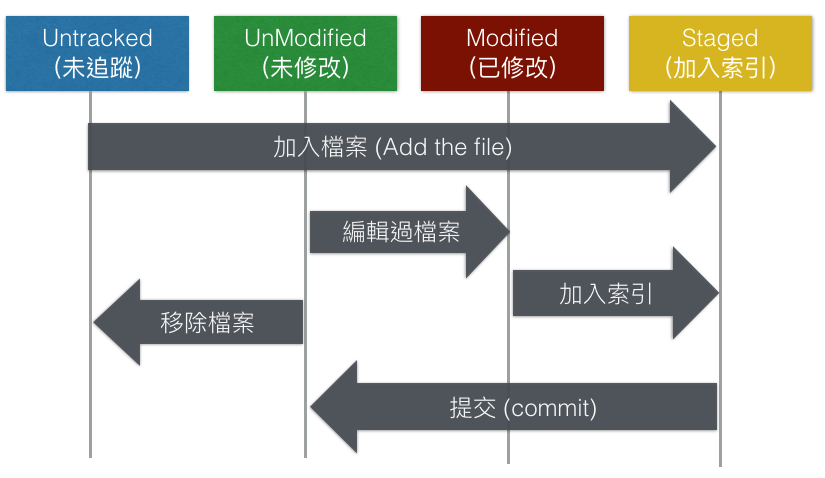 Untracked
(未追蹤)
UnModified
(未修改)
Modified
(已修改)
Staged
(加入索引)
加入檔案 (Add the file)
編輯過檔案
加入索引
移除檔案
提交 (commit)